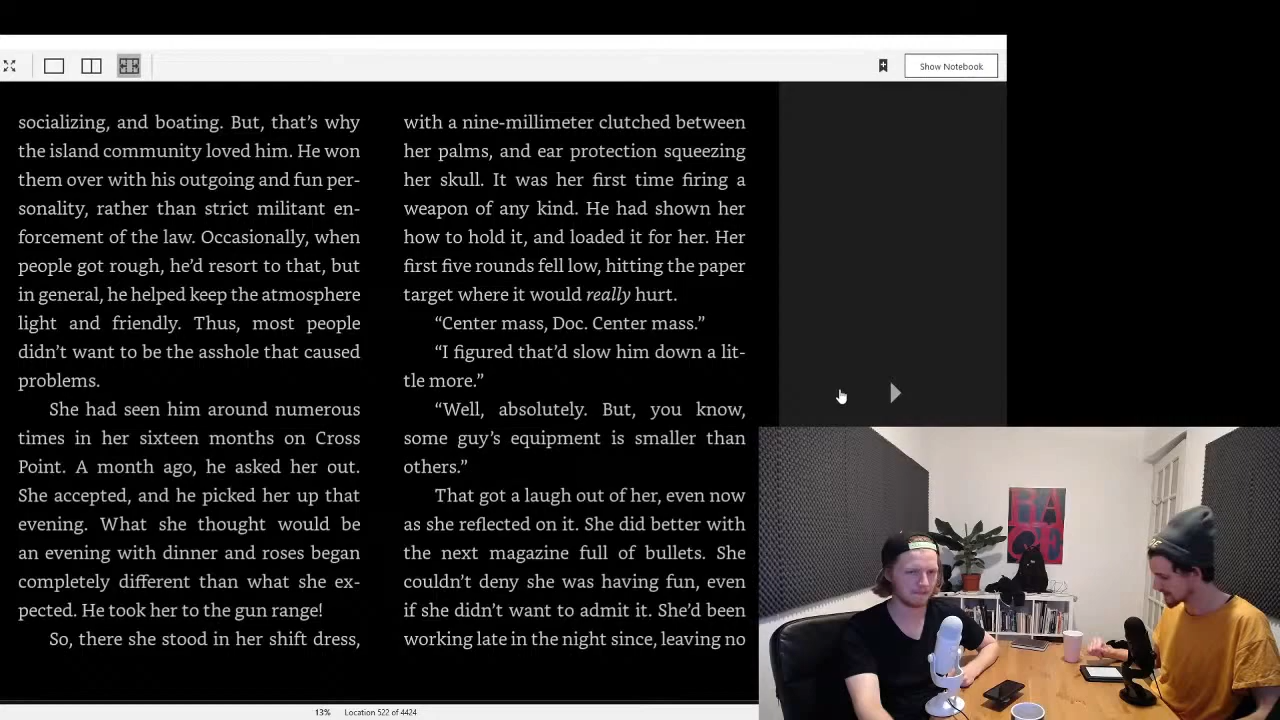 Show Notebook
socializing, and boating. But, that’s why
the island community loved him. He won
them over with his outgoing and fun per-
sonality, rather than strict militant en-
forcement of the law. Occasionally, when
people got rough, he’d resort to that, but
in general, he helped keep the atmosphere
light and friendly. Thus, most people
didn’t want to be the asshole that caused
problems.
She had seen him around numerous
times in her sixteen months on Cross
Point. A month ago, he asked her out.
She accepted, and he picked her up that
evening. What she thought would be
an evening with dinner and roses began
completely different than what she ex-
pected. He took her to the gun range!
So, there she stood in her shift dress,
with a nine-millimeter clutched between
her palms, and ear protection squeezing
her skull. It was her first time firing a
weapon of any kind. He had shown her
how to hold it, and loaded it for her. Her
first five rounds fell low, hitting the paper
target where it would really hurt.
“Center mass, Doc. Center mass.”
“I figured that’d slow him down a lit-
tle more.”
“Well, absolutely. But, you know,
some guy’s equipment is smaller than
others.”
That got a laugh out of her, even now
as she reflected on it. She did better with
the next magazine full of bullets. She
couldn’t deny she was having fun, even
if she didn’t want to admit it. She’d been
working late in the night since, leaving no
13% Location 522 of 4424